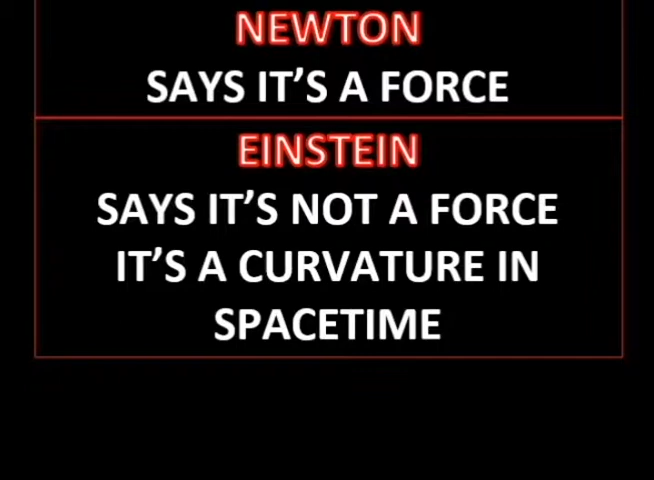 NEWTON
SAYS IT’S A FORCE
EINSTEIN
SAYS IT’S NOT A FORCE
IT’S A CURVATURE IN
SPACETIME